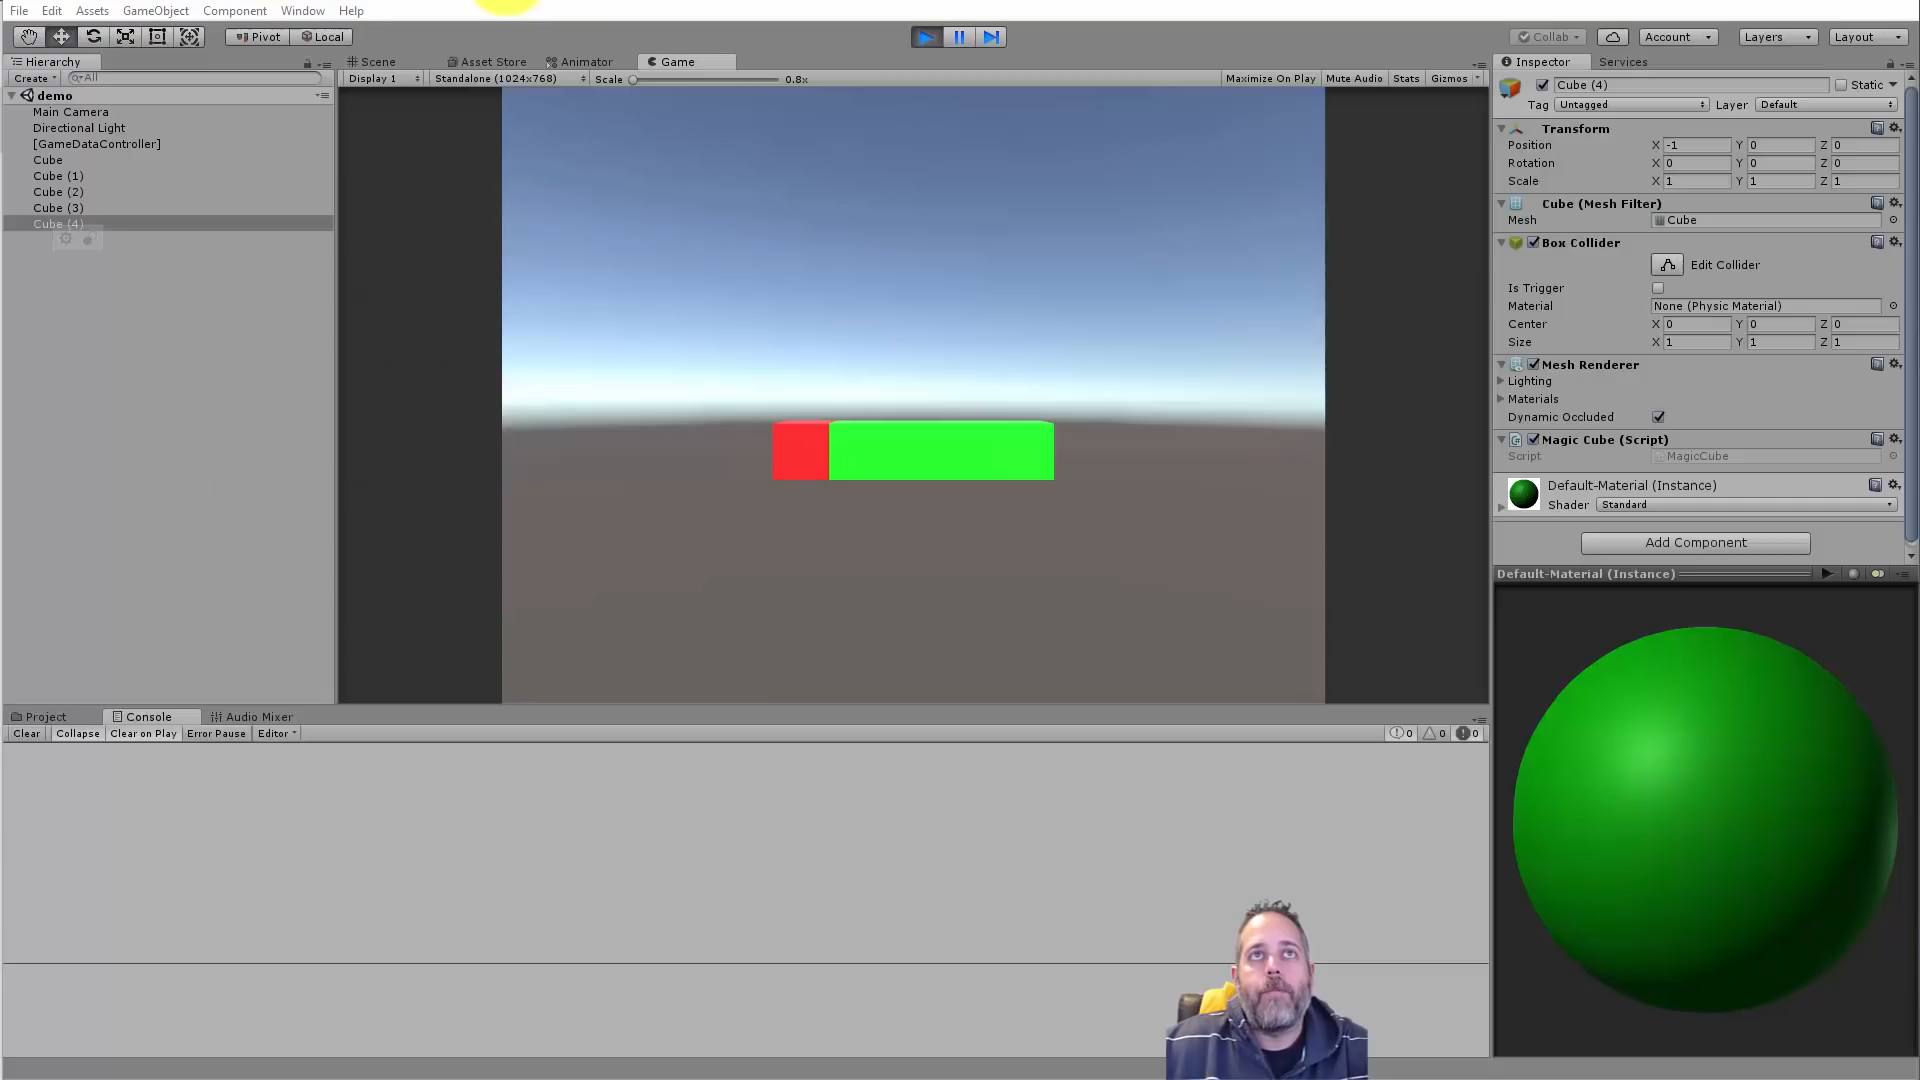 File Edit Assets GameObject Component Window Help
Pivot Local Collab Account Layers Layout
Hierarchy
Create All
demo
Main Camera
Directional Light
[GameDataController]
Cube
Cube (1)
Cube (2)
Cube (3)
Cube (4)
Scene Asset Store Animator Game
Display 1 Standalone (1024x768) Scale 0.8x Maximize On Play Mute Audio Stats Gizmos
Inspector Services
Cube (4) Static
Tag Untagged Layer Default
Transform
Position X -1 Y 0 Z 0
Rotation X 0 Y 0 Z 0
Scale X 1 Y 1 Z 1
Cube (Mesh Filter)
Mesh Cube
Box Collider
Edit Collider
Is Trigger
Material None (Physic Material)
Center X 0 Y 0 Z 0
Size X 1 Y 1 Z 1
Mesh Renderer
Lighting
Materials
Dynamic Occluded
Magic Cube (Script)
Script MagicCube
Default-Material (Instance)
Shader Standard
Add Component
Default-Material (Instance)
Project Console Audio Mixer
Clear Collapse Clear on Play Error Pause Editor 0 0 0